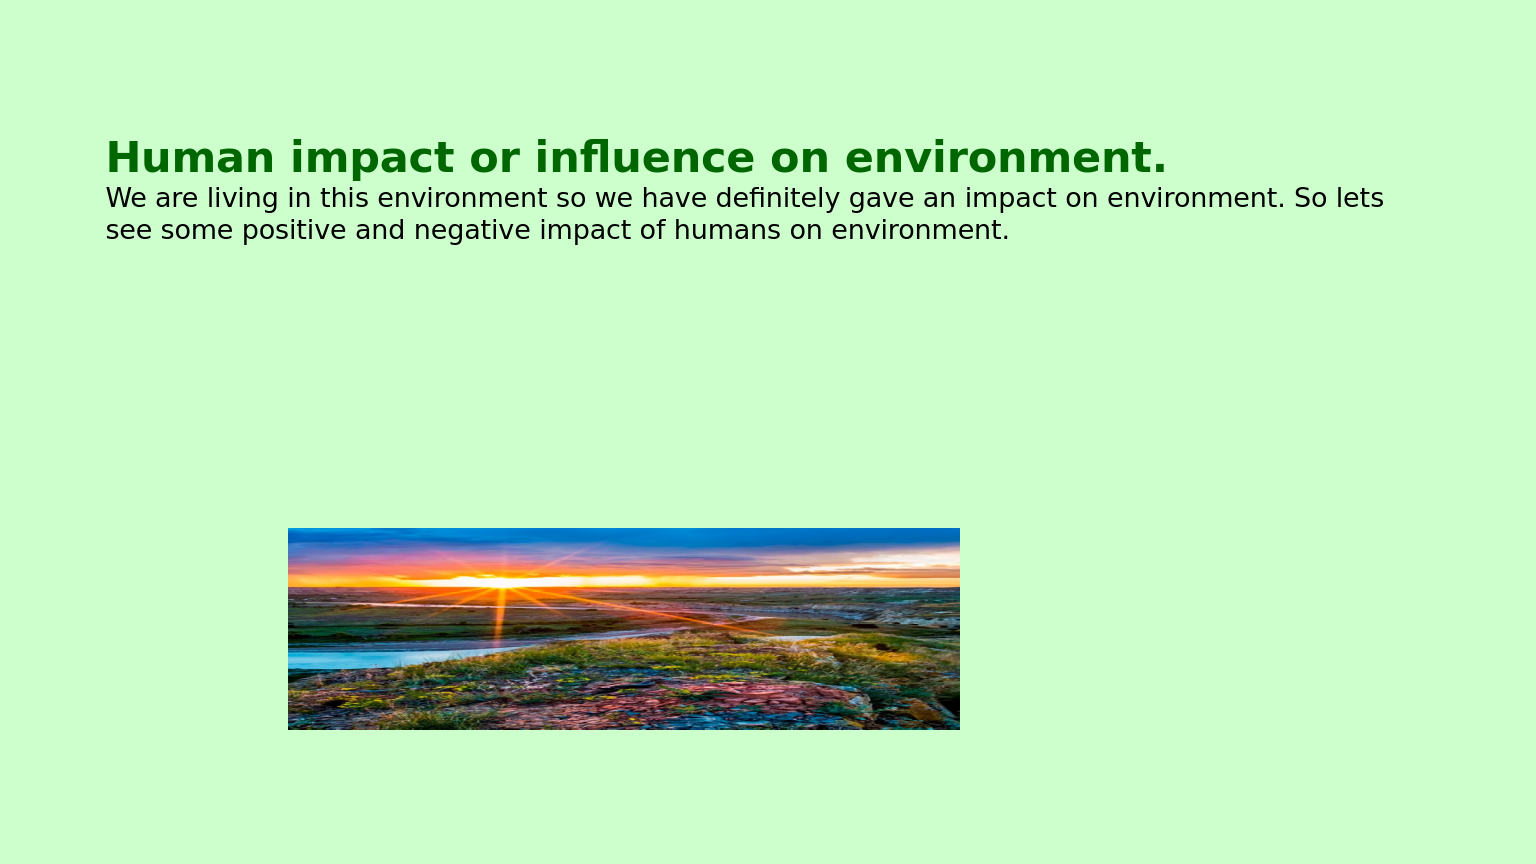 Human impact or influence on environment.
We are living in this environment so we have definitely gave an impact on environment. So lets
see some positive and negative impact of humans on environment.